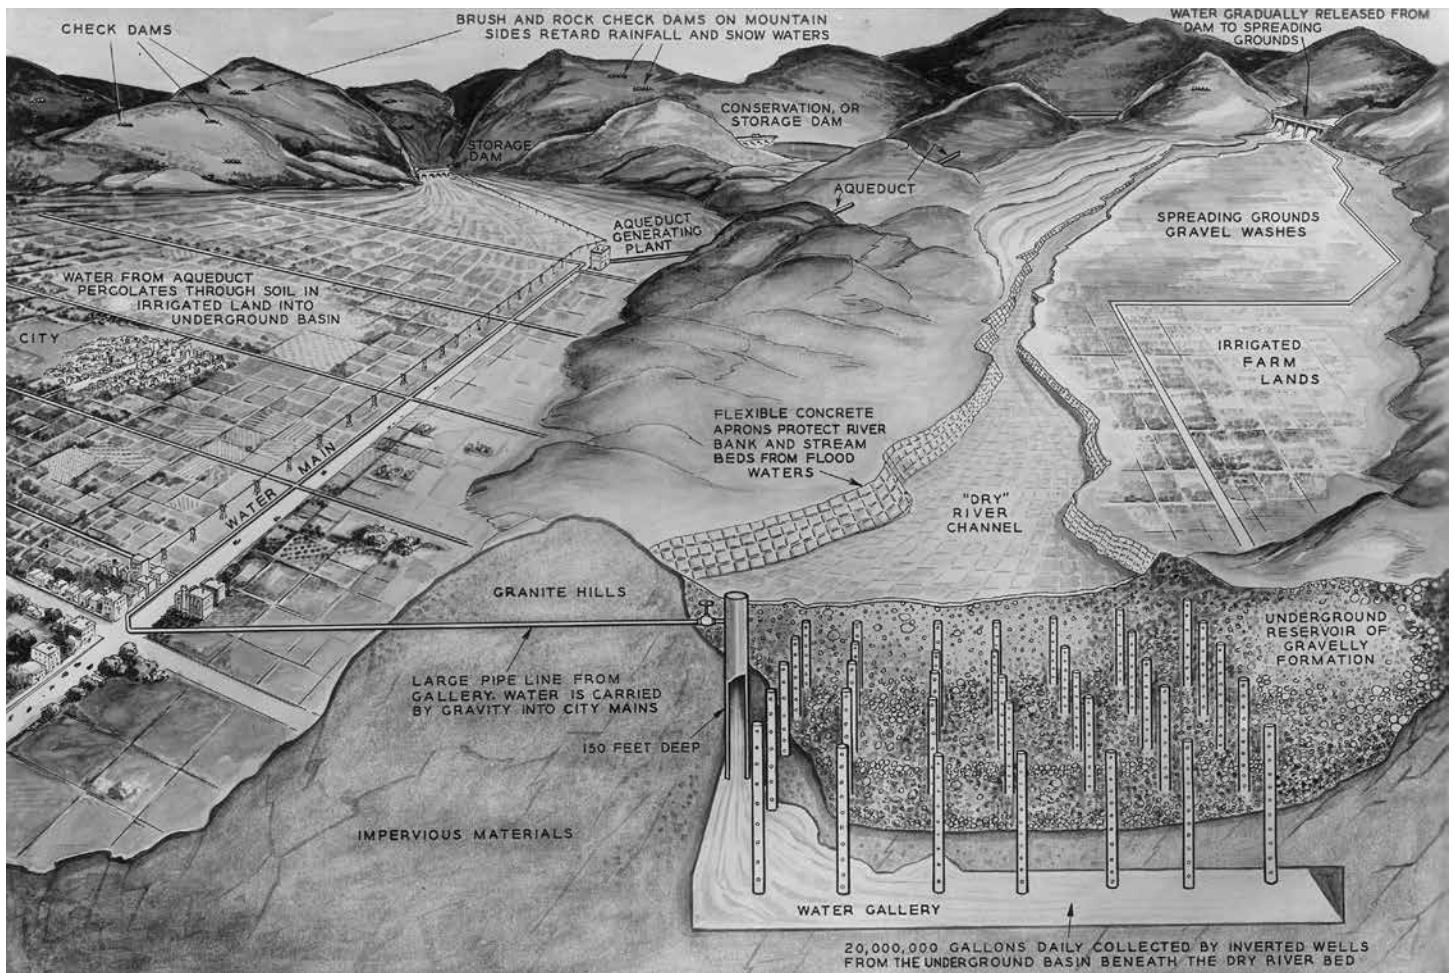 CHECK DAMS
BRUSH AND ROCK CHECK DAMS ON MOUNTAIN
SIDES RETARD RAINFALL AND SNOW WATERS
WATER GRADUALLY RELEASED FROM
DAM TO SPREADING
GROUNDS
CONSERVATION, OR
STORAGE DAM
STORAGE
DAM
AQUEDUCT
AQUEDUCT
GENERATING
PLANT
SPREADING GROUNDS
GRAVEL WASHES
WATER FROM AQUEDUCT
PERCOLATES THROUGH SOIL IN
IRRIGATED LAND INTO
UNDERGROUND BASIN
CITY
IRRIGATED
FARM
LANDS
FLEXIBLE CONCRETE
APRONS PROTECT RIVER
BANK AND STREAM
BEDS FROM FLOOD
WATERS
WATER MAIN
"DRY"
RIVER
CHANNEL
GRANITE HILLS
UNDERGROUND
RESERVOIR OF
GRAVELLY
FORMATION
LARGE PIPE LINE FROM
GALLERY. WATER IS CARRIED
BY GRAVITY INTO CITY MAINS
150 FEET DEEP
IMPERVIOUS MATERIALS
WATER GALLERY
20,000,000 GALLONS DAILY COLLECTED BY INVERTED WELLS
FROM THE UNDERGROUND BASIN BENEATH THE DRY RIVER BED